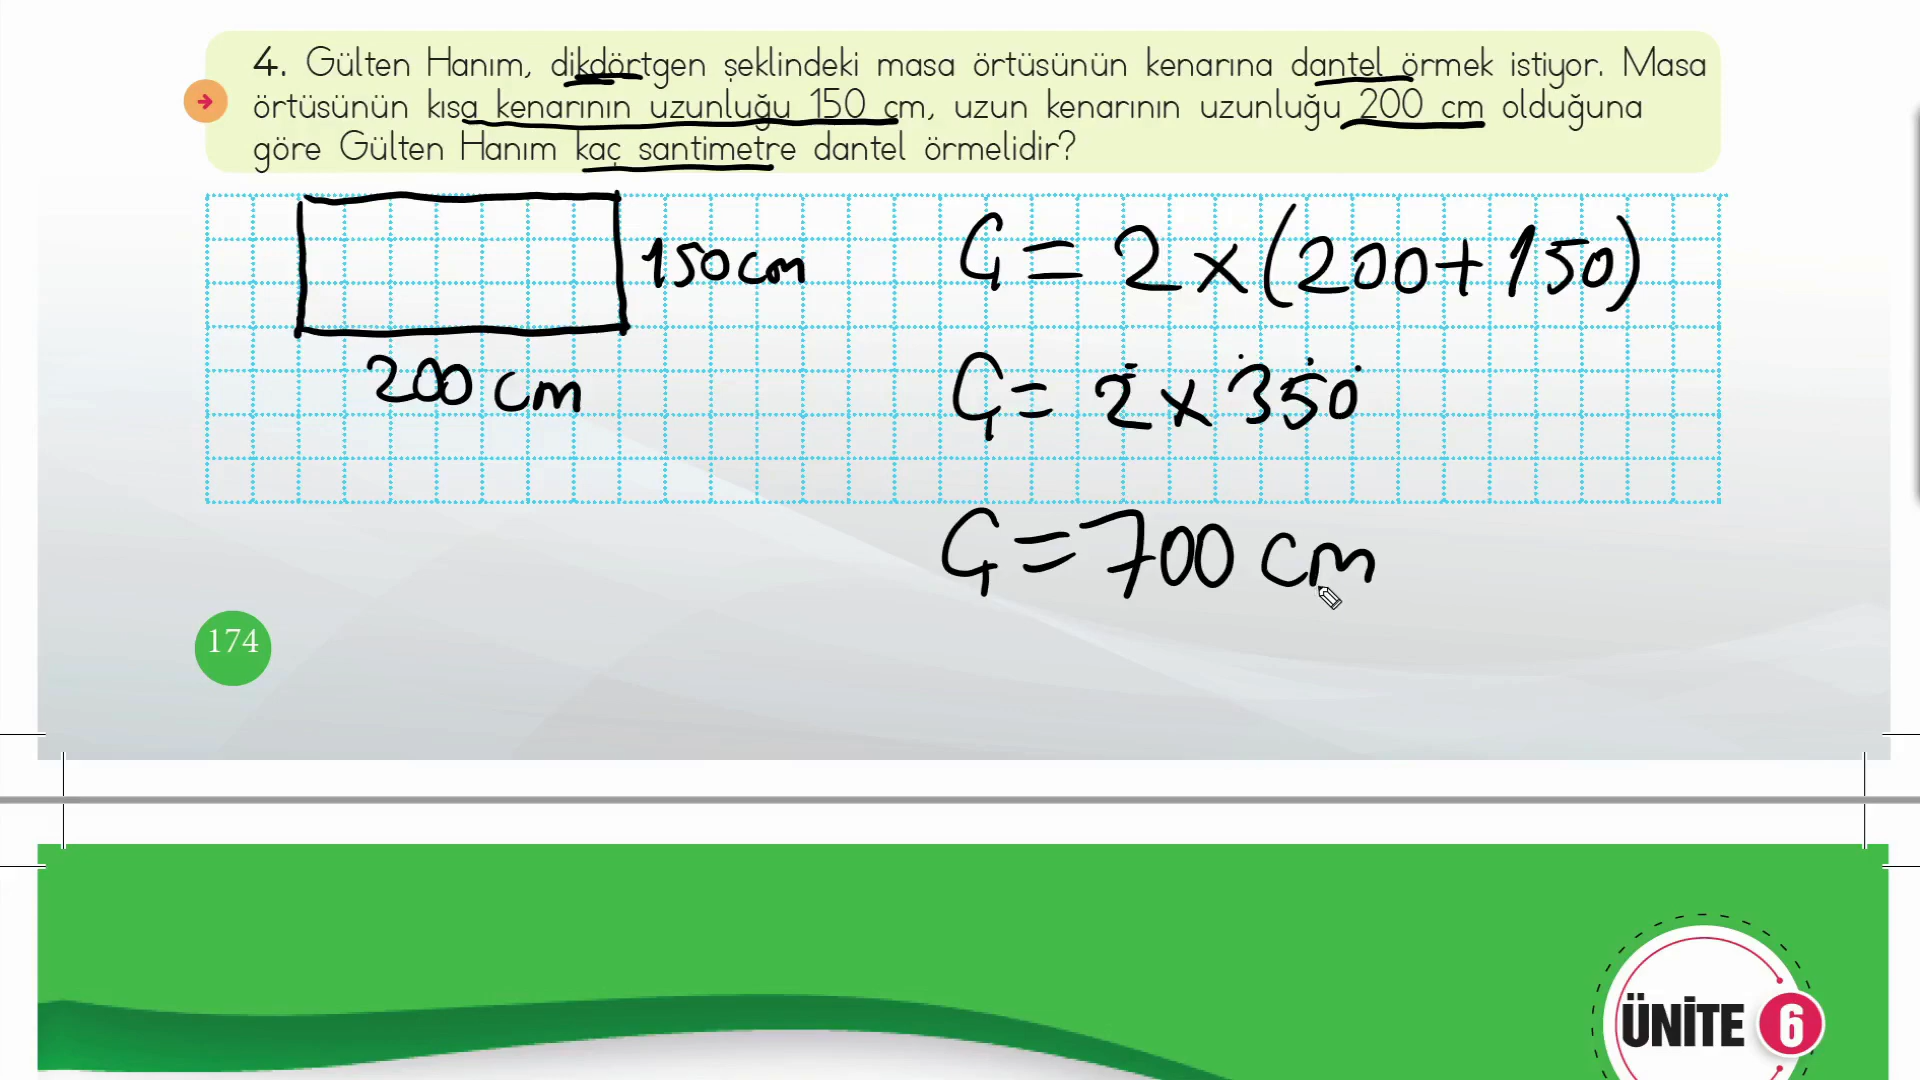 4. Gülten Hanım, dikdörtgen şeklindeki masa örtüsünün kenarına dantel örmek istiyor. Masa
örtüsünün kısa kenarının uzunluğu 150 cm, uzun kenarının uzunluğu 200 cm olduğuna
göre Gülten Hanım kaç santimetre dantel örmelidir?
150 cm
200 cm
Ç = 2 x (200 + 150)
Ç = 2 x 350
Ç = 700 cm
174
ÜNİTE 6